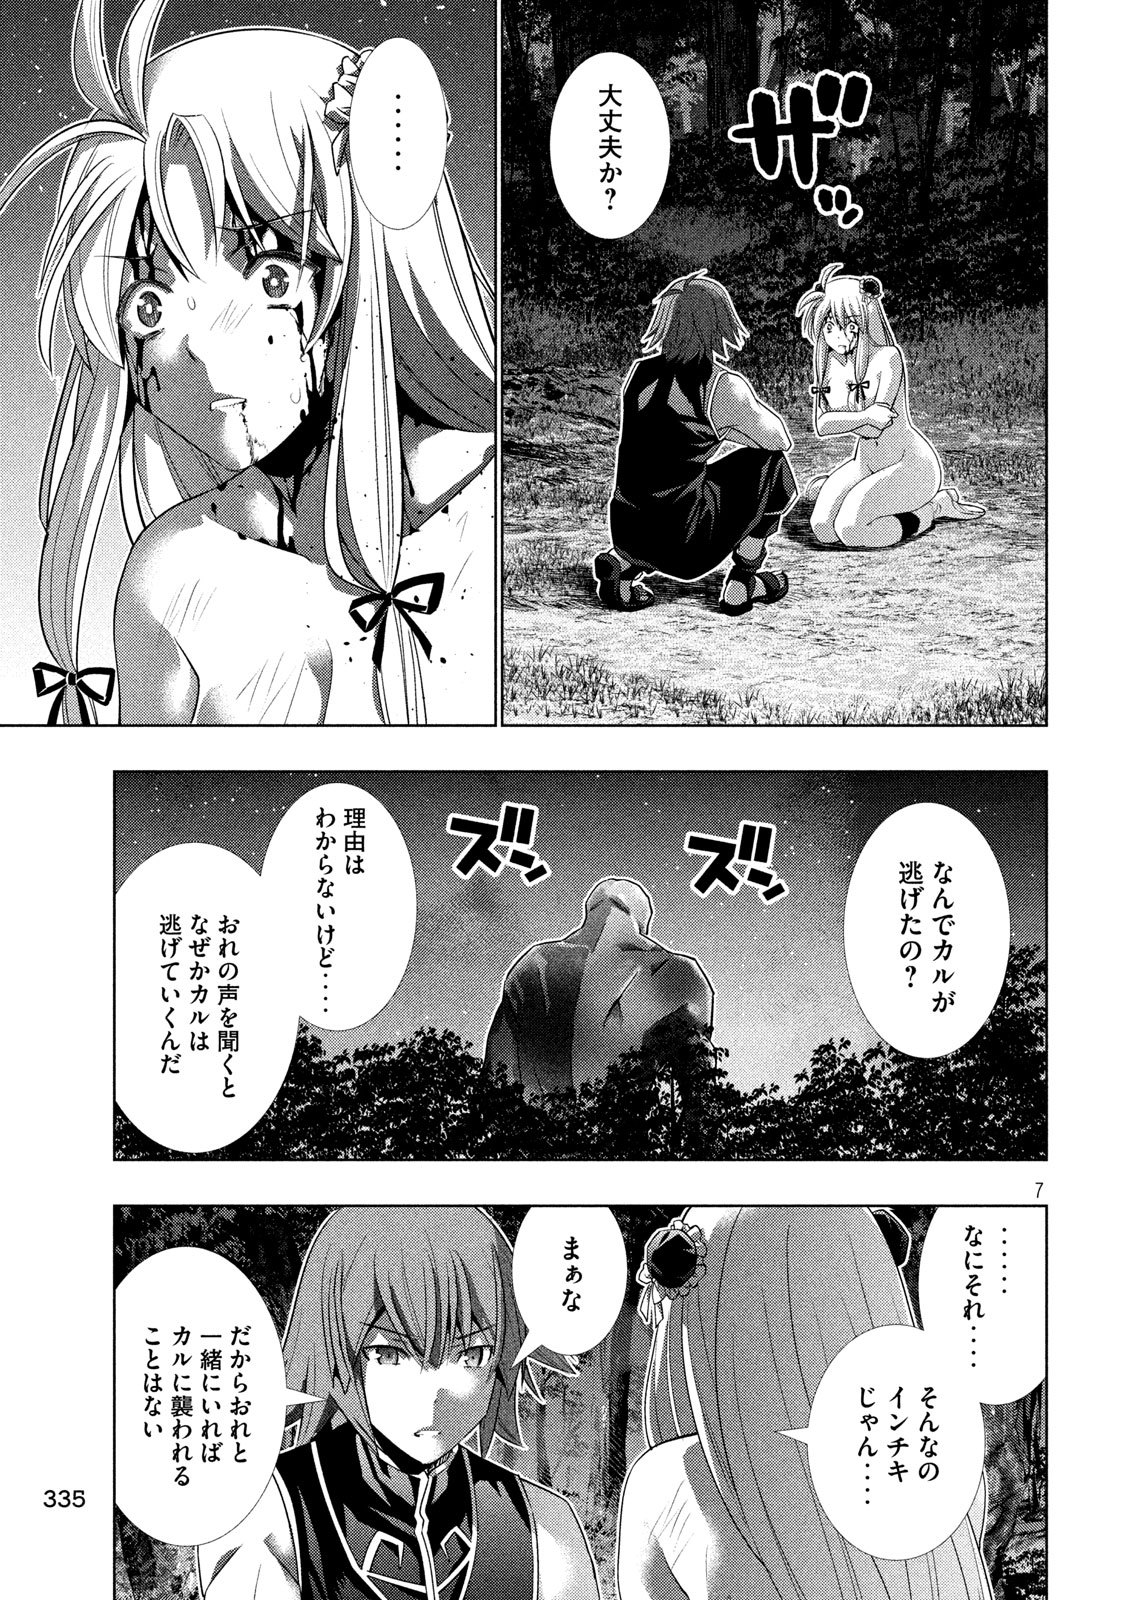 ザッ
大丈夫か?
・・・・・
なんでカルが
逃げたの?
ズン
ズン
理由は
わからないけど・・・・
おれの声を聞くと
なぜかカルは
逃げていくんだ
7
・・・・・・
なにそれ・・・・
そんなの
インチキ
じゃん・・・・
まぁな
だからおれと
一緒にいれば
カルに襲われる
ことはない
335